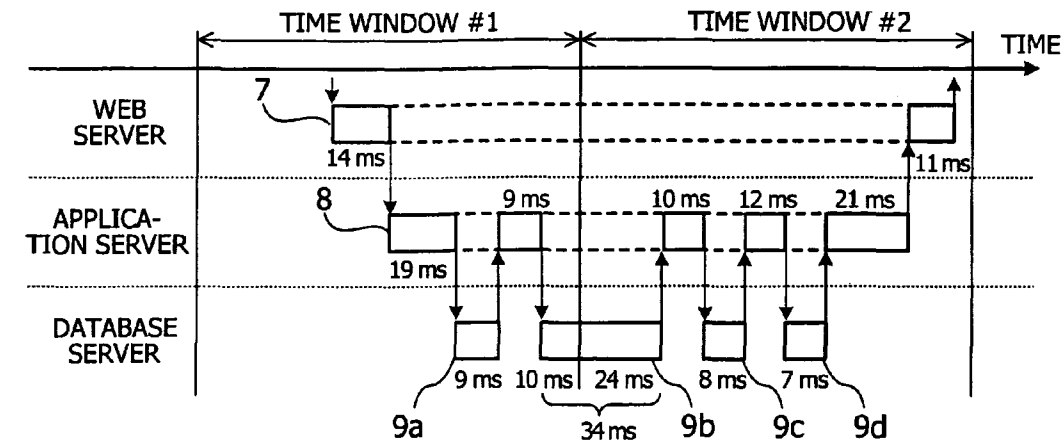 TIME WINDOW #1
TIME WINDOW #2
TIME
7
WEB
SERVER
14 ms
11 ms
8
9 ms
10 ms
12 ms
21 ms
APPLICA-
TION SERVER
19 ms
DATABASE
SERVER
9 ms
10 ms
24 ms
8 ms
7 ms
9a
34 ms
9b
9c
9d